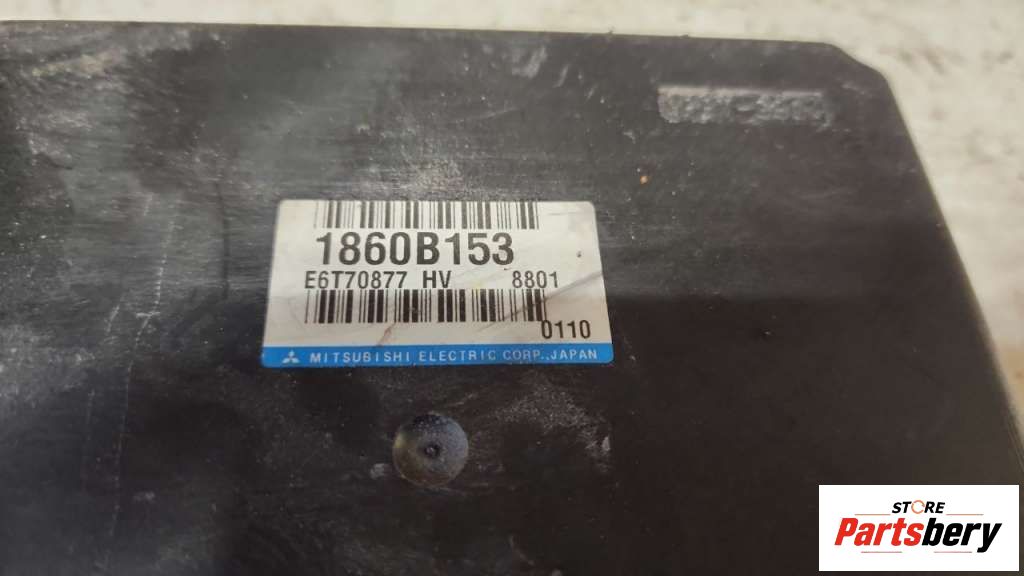 1860B153
E6T70877 HV 8801
0110
MITSUBISHI ELECTRIC CORP., JAPAN
STORE
Partsbery